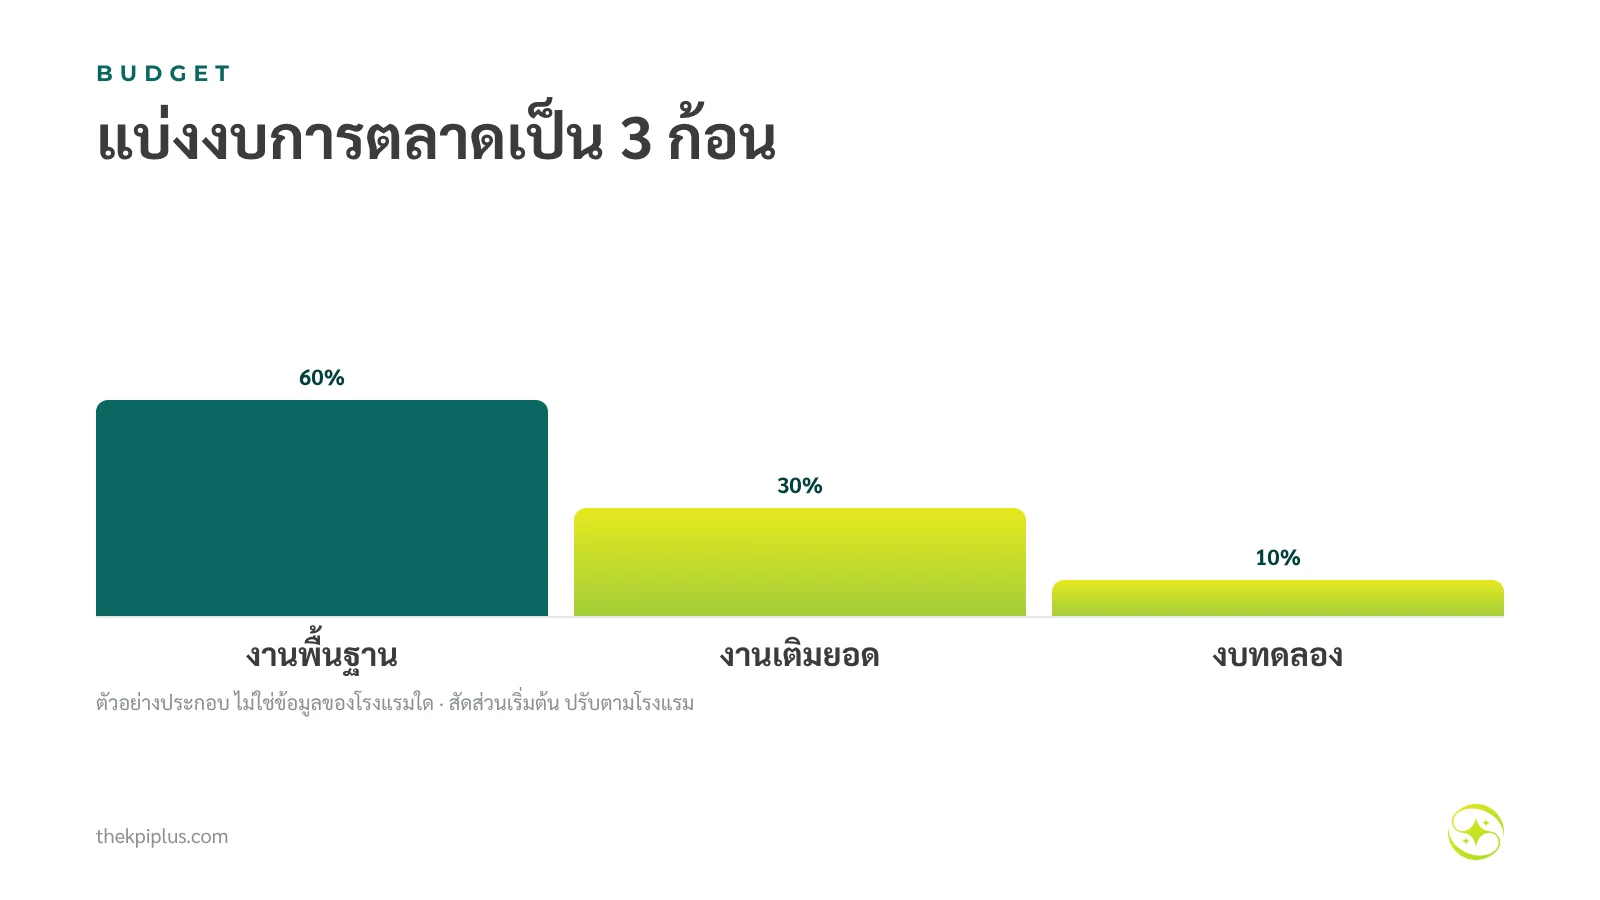 BUDGET
แบ่งงบการตลาดเป็น 3 ก้อน
60%
30%
10%
งานพื้นฐาน
งานเติมยอด
งบทดลอง
ตัวอย่างประกอบ ไม่ใช่ข้อมูลของโรงแรมใด · สัดส่วนเริ่มต้น ปรับตามโรงแรม
thekpiplus.com